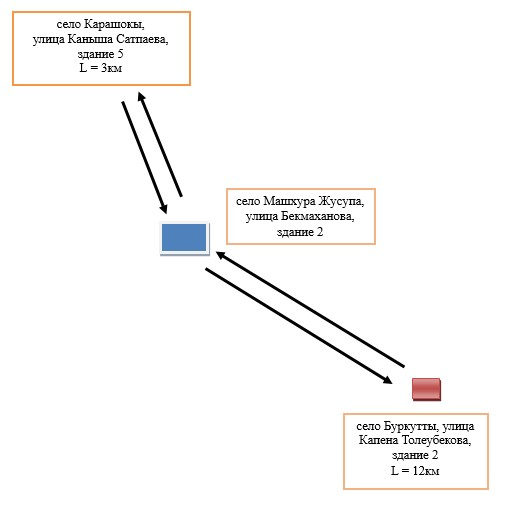 село Карашокы,
улица Каныша Сатпаева,
здание 5
L = 3км
село Машхура Жусупа,
улица Бекмаханова,
здание 2
село Буркутты, улица
Капена Толеубекова,
здание 2
L = 12км